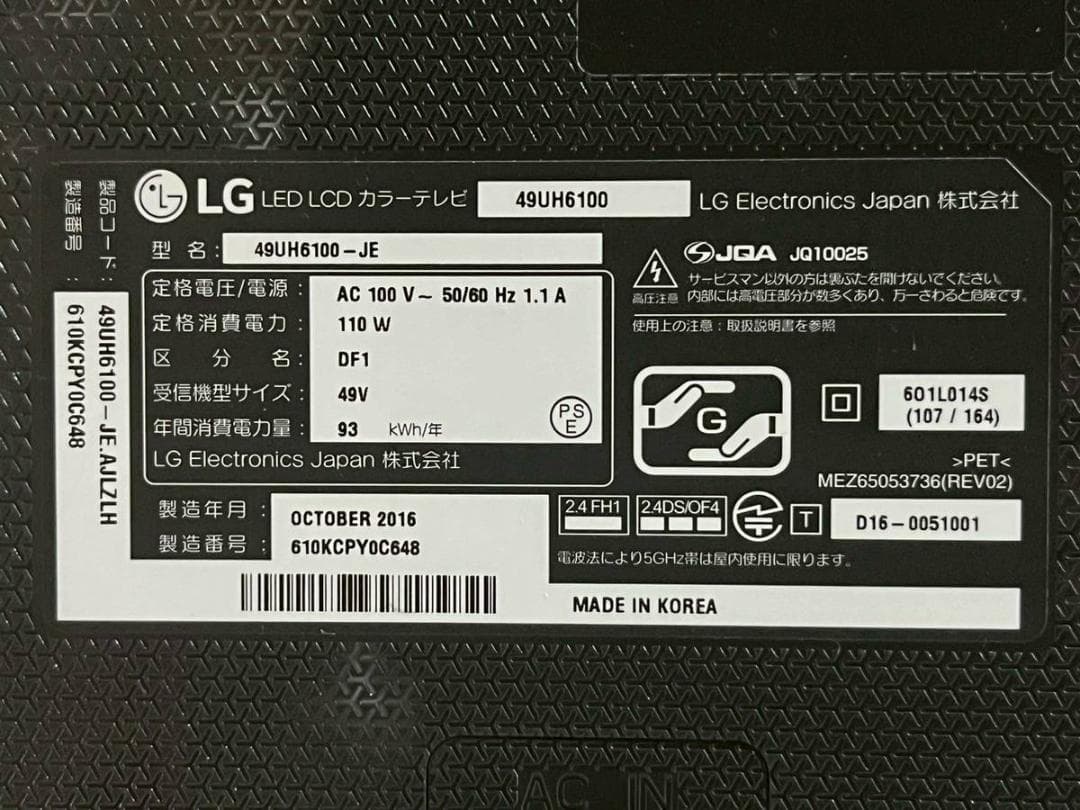 LG LED LCD カラーテレビ 49UH6100 LG Electronics Japan 株式会社
型 名 : 49UH6100-JE
定格電圧/電源 : AC 100 V~ 50/60 Hz 1.1 A
定格消費電力 : 110 W
区 分 名 : DF1
受信機型サイズ : 49V
年間消費電力量 : 93 kWh/年
PS
E
LG Electronics Japan 株式会社
製造年月 : OCTOBER 2016
製造番号 : 610KCPY0C648
製品コード : 49UH6100-JE.AJLZLH
製造番号 : 610KCPY0C648
JQA JQ10025
高圧注意
サービスマン以外の方は裏ぶたを開けないでください。
内部には高電圧部分が数多くあり、万一さわると危険です。
使用上の注意 : 取扱説明書を参照
G
601L014S
(107 / 164)
>PET<
MEZ65053736(REV02)
2.4 FH1 2.4DS/OF4 T D16-0051001
電波法により5GHz帯は屋内使用に限ります。
MADE IN KOREA
AC IN